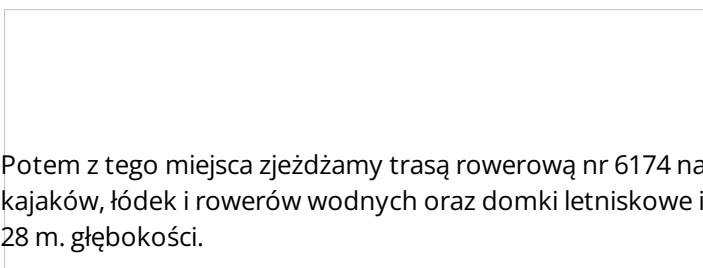 Potem z tego miejsca zjeżdżamy trasą rowerową nr 6174 na
kajaków, łódek i rowerów wodnych oraz domki letniskowe i
28 m. głębokości.